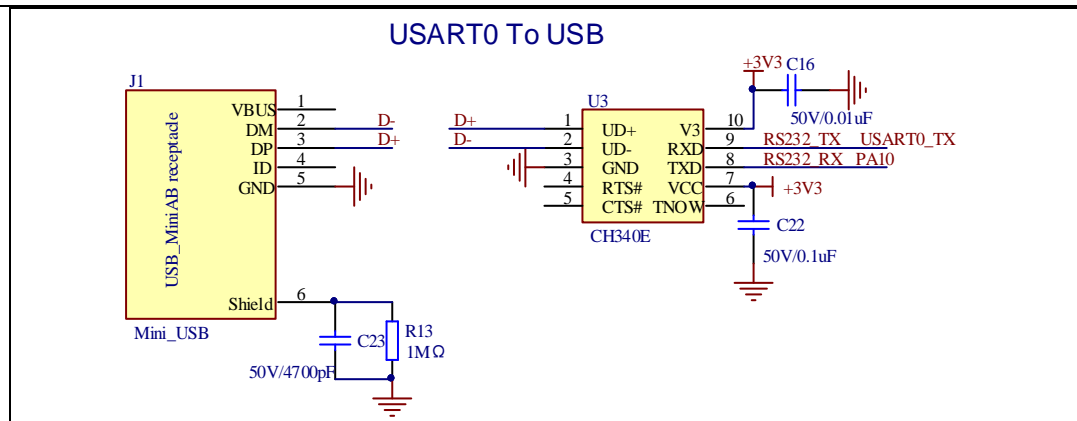 USART0 To USB
J1
VBUS 1
DM 2 D-
DP 3 D+
ID 4
GND 5
USB_MiniAB receptade
Shield 6
Mini_USB
C23
50V/4700pF
R13
1MΩ
U3
D+ 1 UD+
D- 2 UD-
3 GND
4 RTS#
5 CTS#
V3 10
RXD 9 RS232_TX USART0_TX
TXD 8 RS232_RX PA10
VCC 7 +3V3
TNOW 6
CH340E
+3V3 C16
50V/0.01uF
C22
50V/0.1uF